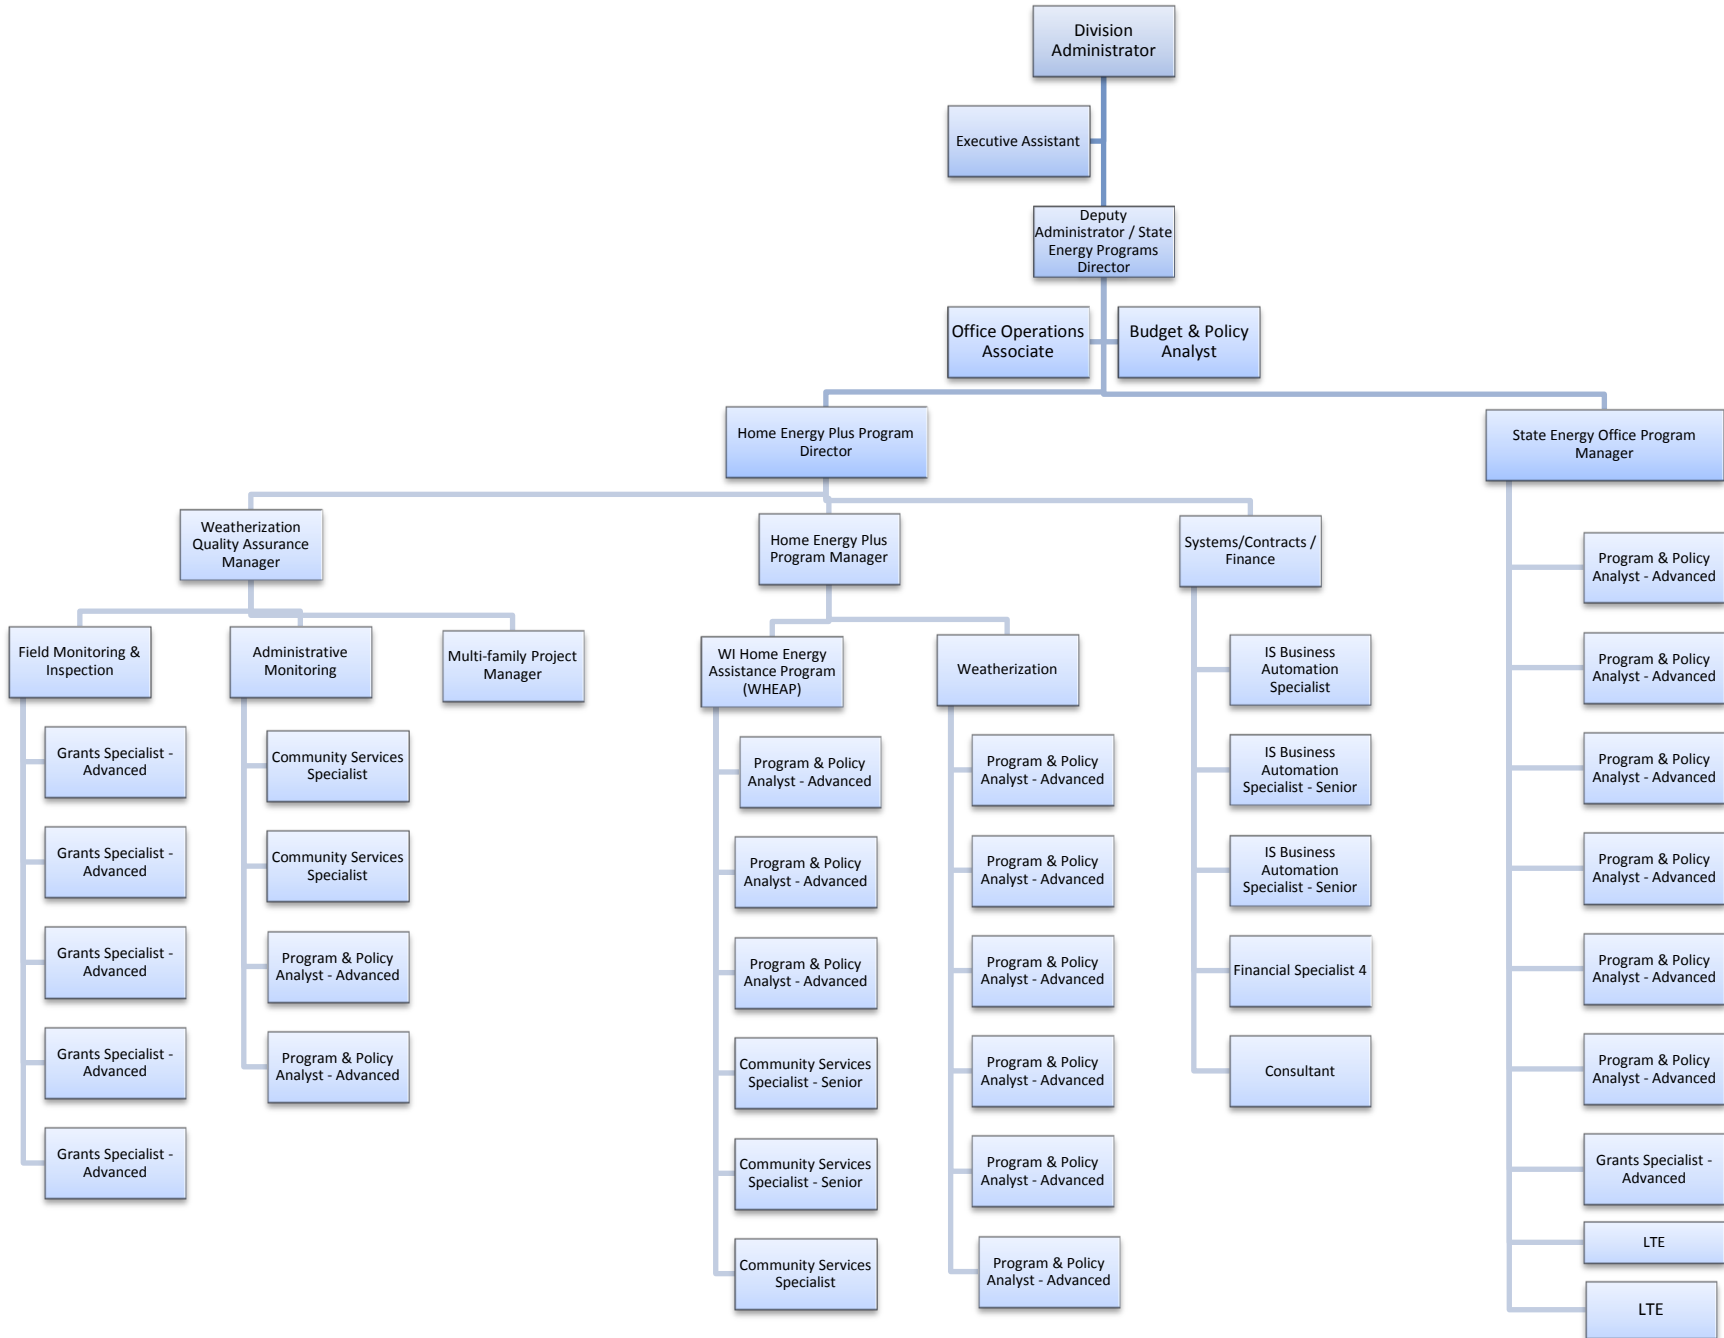 Division
Administrator
Executive Assistant
Deputy
Administrator / State
Energy Programs
Director
Office Operations
Associate
Budget & Policy
Analyst
Home Energy Plus Program
Director
State Energy Office Program
Manager
Weatherization
Quality Assurance
Manager
Home Energy Plus
Program Manager
Systems/Contracts /
Finance
Field Monitoring &
Inspection
Administrative
Monitoring
Multi-family Project
Manager
WI Home Energy
Assistance Program
(WHEAP)
Weatherization
Grants Specialist -
Advanced
Grants Specialist -
Advanced
Grants Specialist -
Advanced
Grants Specialist -
Advanced
Grants Specialist -
Advanced
Community Services
Specialist
Community Services
Specialist
Program & Policy
Analyst - Advanced
Program & Policy
Analyst - Advanced
Program & Policy
Analyst - Advanced
Program & Policy
Analyst - Advanced
Program & Policy
Analyst - Advanced
Community Services
Specialist - Senior
Community Services
Specialist - Senior
Community Services
Specialist
Program & Policy
Analyst - Advanced
Program & Policy
Analyst - Advanced
Program & Policy
Analyst - Advanced
Program & Policy
Analyst - Advanced
Program & Policy
Analyst - Advanced
Program & Policy
Analyst - Advanced
IS Business
Automation
Specialist
IS Business
Automation
Specialist - Senior
IS Business
Automation
Specialist - Senior
Financial Specialist 4
Consultant
Program & Policy
Analyst - Advanced
Program & Policy
Analyst - Advanced
Program & Policy
Analyst - Advanced
Program & Policy
Analyst - Advanced
Program & Policy
Analyst - Advanced
Program & Policy
Analyst - Advanced
Grants Specialist -
Advanced
LTE
LTE